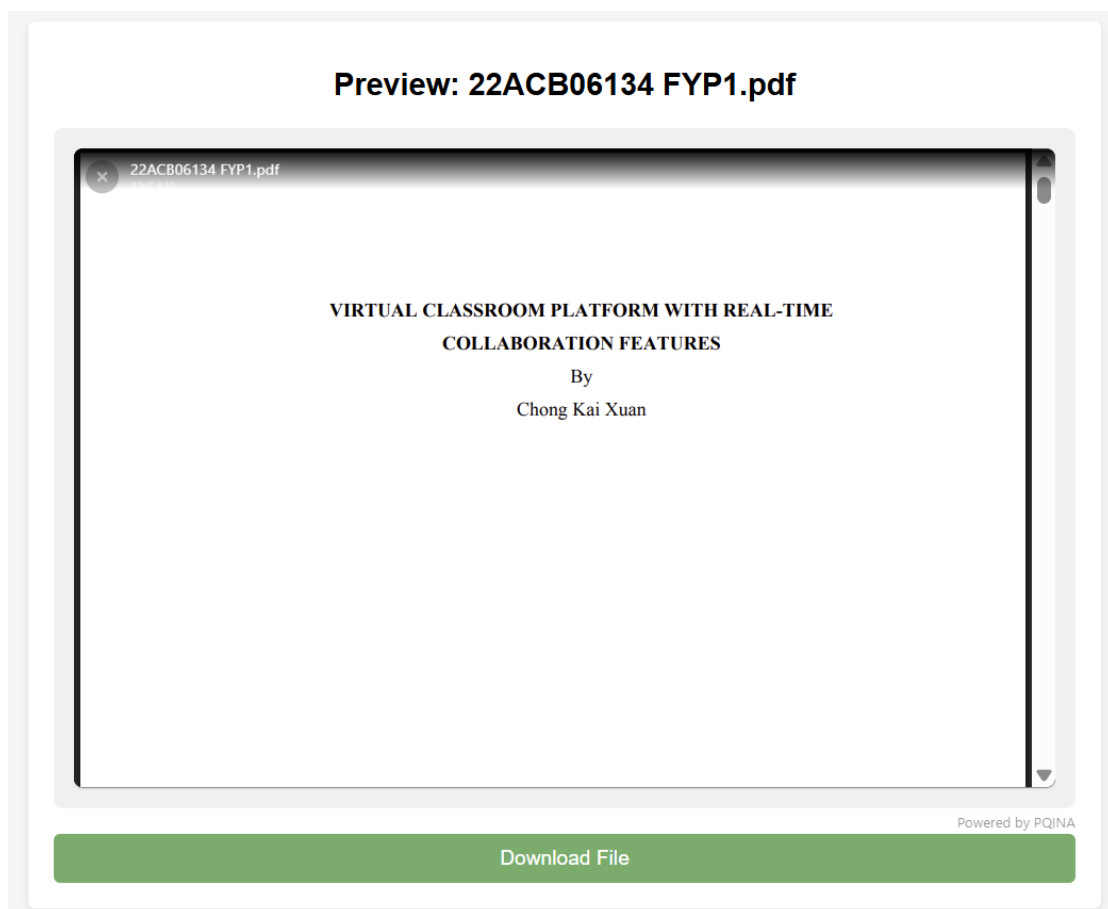 Preview: 22ACB06134 FYP1.pdf
22ACB06134 FYP1.pdf
VIRTUAL CLASSROOM PLATFORM WITH REAL-TIME
COLLABORATION FEATURES
By
Chong Kai Xuan
Powered by PQINA
Download File